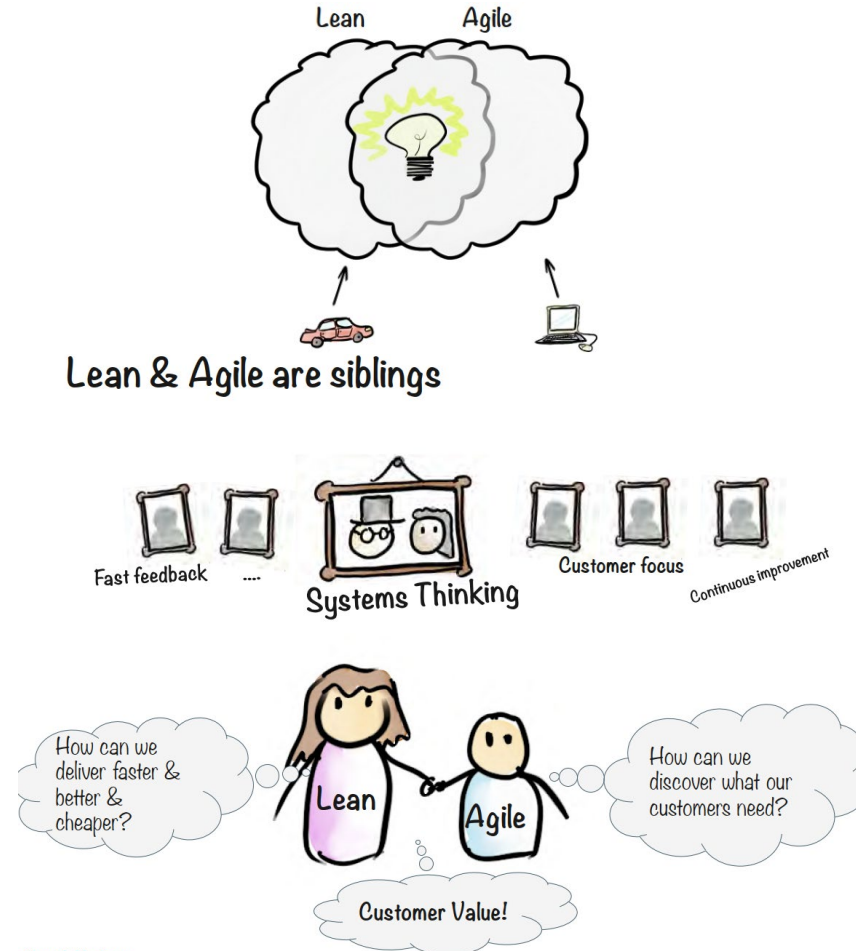 Lean Agile
Lean & Agile are siblings
Fast feedback
....
Systems Thinking
Customer focus
Continuous improvement
How can we
deliver faster &
better &
cheaper?
Lean
Agile
How can we
discover what our
customers need?
Customer Value!